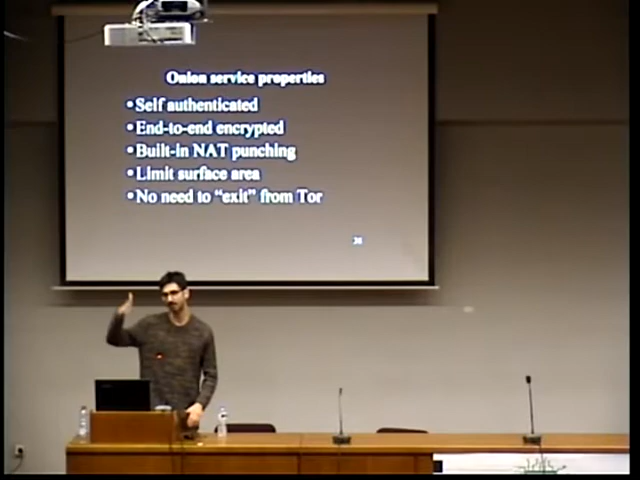 Onion service properties
• Self authenticated
• End-to-end encrypted
• Built-in NAT punching
• Limit surface area
• No need to “exit” from Tor